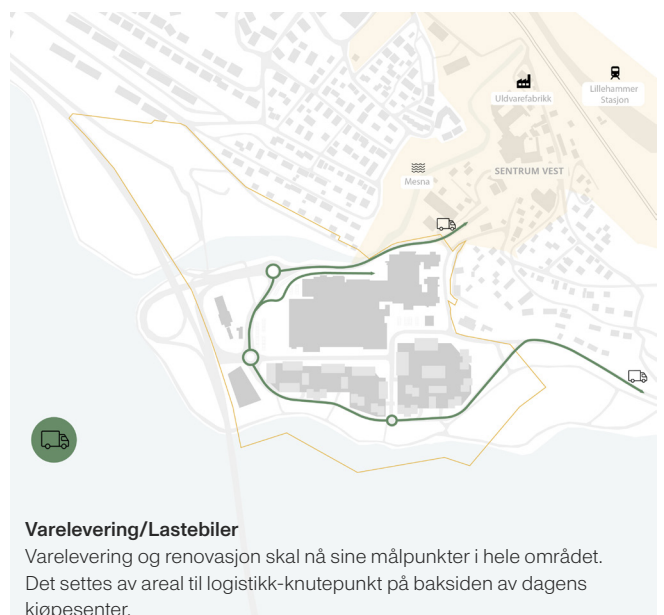 Uldvarefabrikk
Lillehammer
Stasjon
Mesna
SENTRUM VEST
Varelevering/Lastebiler
Varelevering og renovasjon skal nå sine målpunkter i hele området.
Det settes av areal til logistikk-knutepunkt på baksiden av dagens
kjøpesenter.